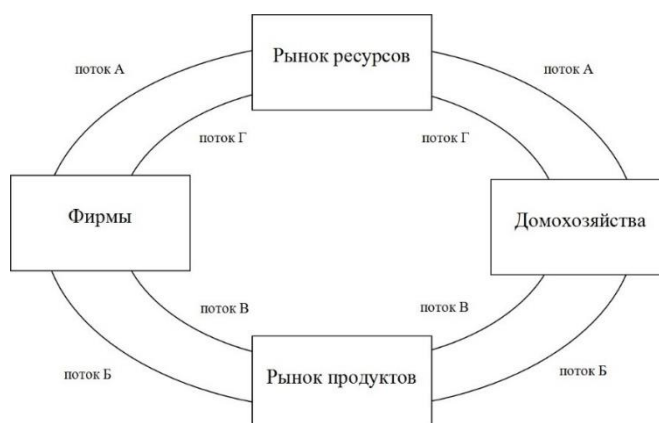 Рынок ресурсов
поток А
поток А
поток Г
поток Г
Фирмы
Домохозяйства
поток В
поток В
поток Б
Рынок продуктов
поток Б